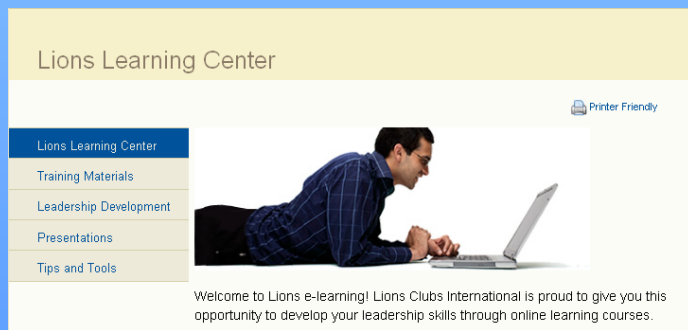 Lions Learning Center
Printer Friendly
Lions Learning Center
Training Materials
Leadership Development
Presentations
Tips and Tools
Welcome to Lions e-learning! Lions Clubs International is proud to give you this
opportunity to develop your leadership skills through online learning courses.